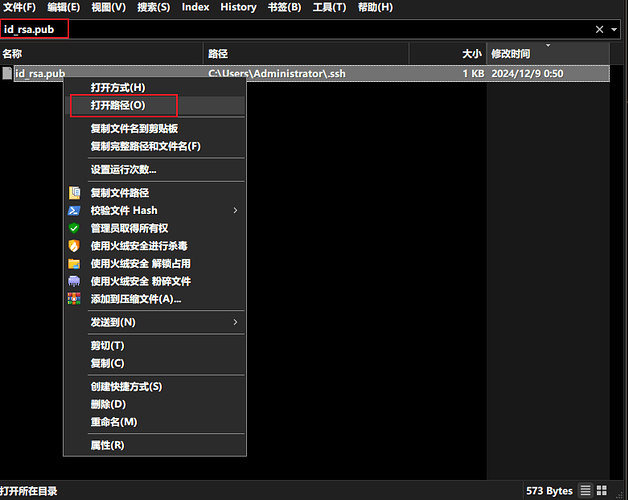 文件(F) 编辑(E) 视图(V) 搜索(S) Index History 书签(B) 工具(T) 帮助(H)
id_rsa.pub
名称 路径 大小 修改时间
id_rsa.pub C:\Users\Administrator\.ssh 1 KB 2024/12/9 0:50
打开方式(H)
打开路径(O)
复制文件名到剪贴板
复制完整路径和文件名(F)
设置运行次数...
复制文件路径
校验文件 Hash
管理员取得所有权
使用火绒安全进行杀毒
使用火绒安全 解锁占用
使用火绒安全 粉碎文件
添加到压缩文件(A)...
发送到(N)
剪切(T)
复制(C)
创建快捷方式(S)
删除(D)
重命名(M)
属性(R)
打开所在目录 573 Bytes